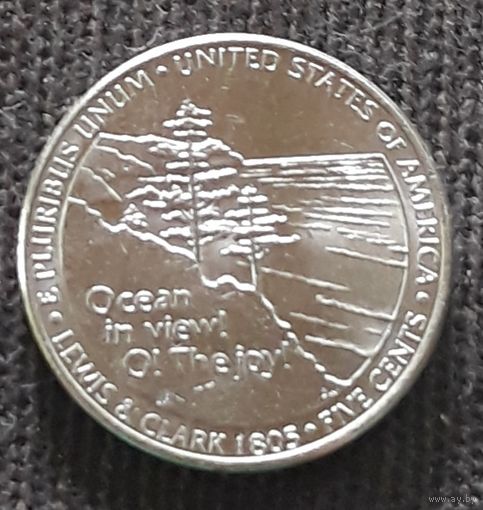 E PLURIBUS UNUM • UNITED STATES OF AMERICA •
Ocean
in view!
O! The joy!
• LEWIS & CLARK 1805 • FIVE CENTS
www.ay.by